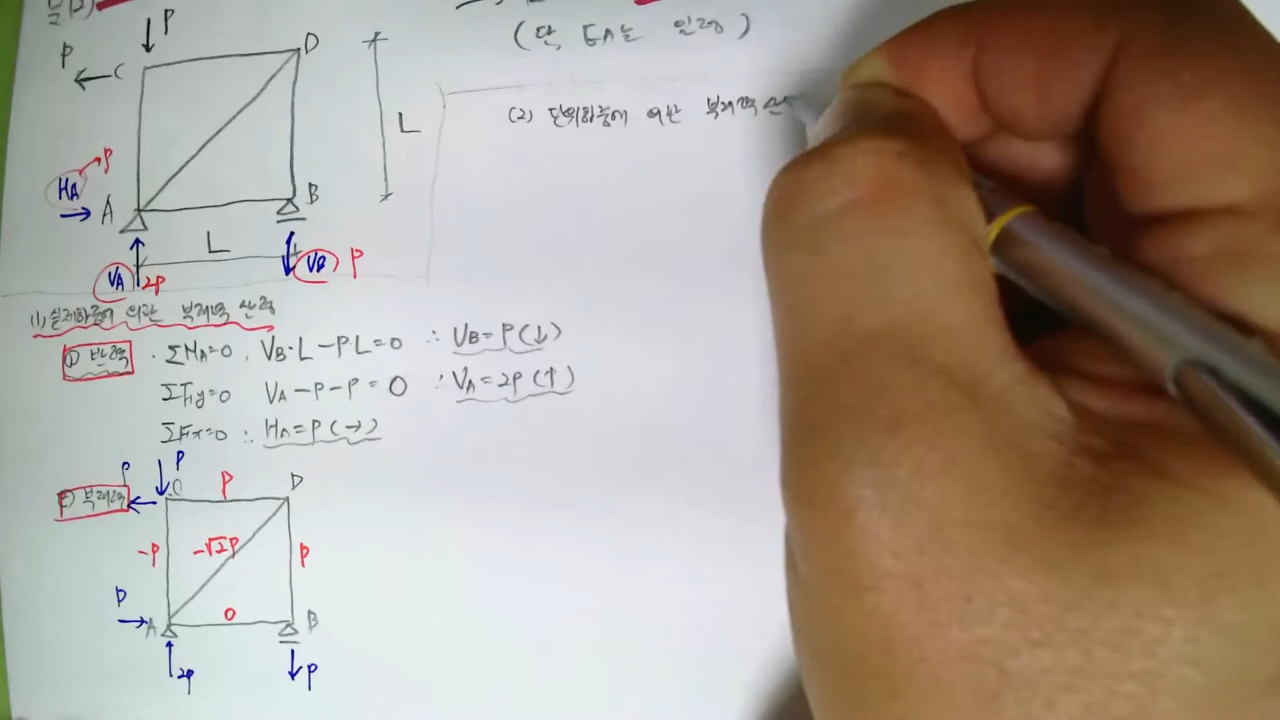 P
P
C
D
L
HA
P
A
B
L
VA
2P
VB
P
(단 EA는 일정)
(1) 실제하중에 의한 부재력 산정
① 반력
·ΣMA=0, VB·L-PL=0 ∴ VB=P(↓)
ΣFy=0 VA-P-P=0 ∴ VA=2P(↑)
ΣFx=0 ∴ HA=P(→)
② 부재력
P
P
C
P
D
-P
-√2P
P
P
A
0
B
2P
P
(2) 단위하중에 의한 부재력